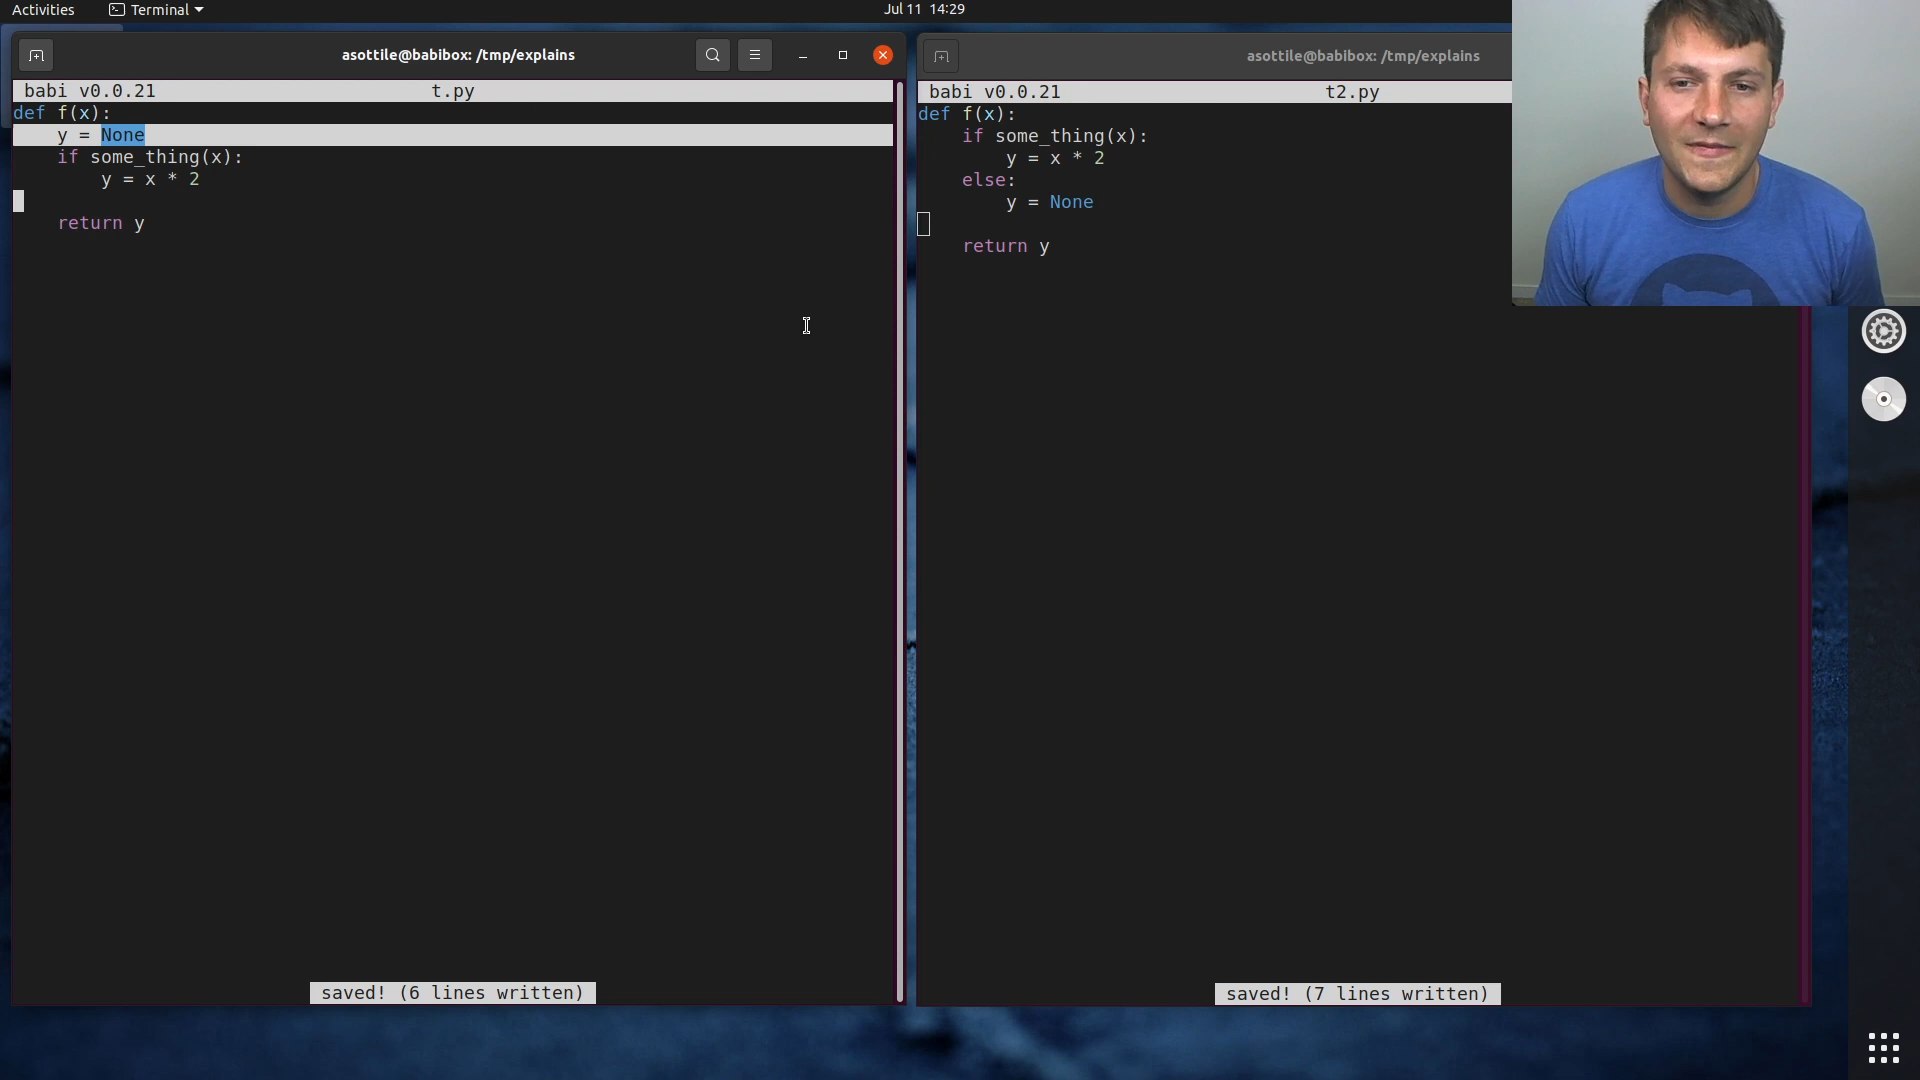 Activities
Terminal
Jul 11 14:29
asottile@babibox: /tmp/explains
babi v0.0.21 t.py
def f(x):
    y = None
    if some_thing(x):
        y = x * 2
    return y
saved! (6 lines written)
asottile@babibox: /tmp/explains
babi v0.0.21 t2.py
def f(x):
    if some_thing(x):
        y = x * 2
    else:
        y = None
    return y
saved! (7 lines written)